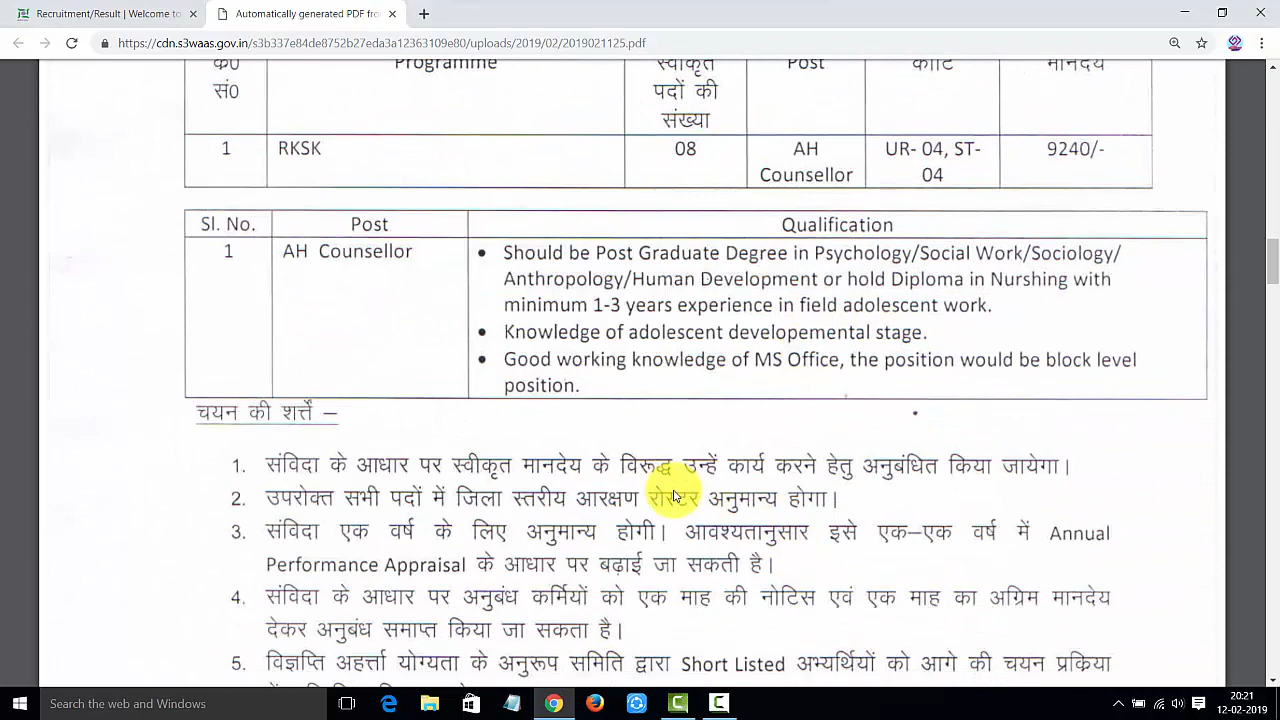 Recruitment/Result | Welcome to
Automatically generated PDF from
https://cdn.s3waas.gov.in/s3b337e84de8752b27eda3a12363109e80/uploads/2019/02/2019021125.pdf
क्र0 Programme स्वीकृत Post कोटि मानदेय
सं0 पदों की
संख्या
1 RKSK 08 AH UR- 04, ST- 9240/-
Counsellor 04
Sl. No. Post Qualification
1 AH Counsellor • Should be Post Graduate Degree in Psychology/Social Work/Sociology/
Anthropology/Human Development or hold Diploma in Nurshing with
minimum 1-3 years experience in field adolescent work.
• Knowledge of adolescent developemental stage.
• Good working knowledge of MS Office, the position would be block level
position.
चयन की शर्त्तें –
1. संविदा के आधार पर स्वीकृत मानदेय के विरूद्ध उन्हें कार्य करने हेतु अनुबंधित किया जायेगा।
2. उपरोक्त सभी पदों में जिला स्तरीय आरक्षण रोस्टर अनुमान्य होगा।
3. संविदा एक वर्ष के लिए अनुमान्य होगी। आवश्यतानुसार इसे एक–एक वर्ष में Annual
Performance Appraisal के आधार पर बढ़ाई जा सकती है।
4. संविदा के आधार पर अनुबंध कर्मियों को एक माह की नोटिस एवं एक माह का अग्रिम मानदेय
देकर अनुबंध समाप्त किया जा सकता है।
5. विज्ञप्ति अहर्त्ता योग्यता के अनुरूप समिति द्वारा Short Listed अभ्यर्थियों को आगे की चयन प्रकिया
Search the web and Windows
20:21
12-02-2019